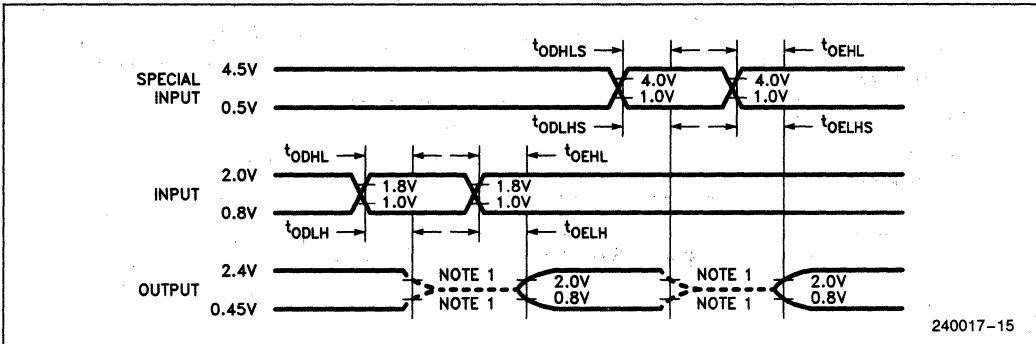 tODHLS tOEHL
SPECIAL INPUT
4.5V
4.0V 4.0V
1.0V 1.0V
0.5V
tODLHS tOELHS
tODHL tOEHL
INPUT
2.0V
1.8V 1.8V
1.0V 1.0V
0.8V
tODLH tOELH
OUTPUT
2.4V
NOTE 1 2.0V NOTE 1 2.0V
NOTE 1 0.8V NOTE 1 0.8V
0.45V
240017-15